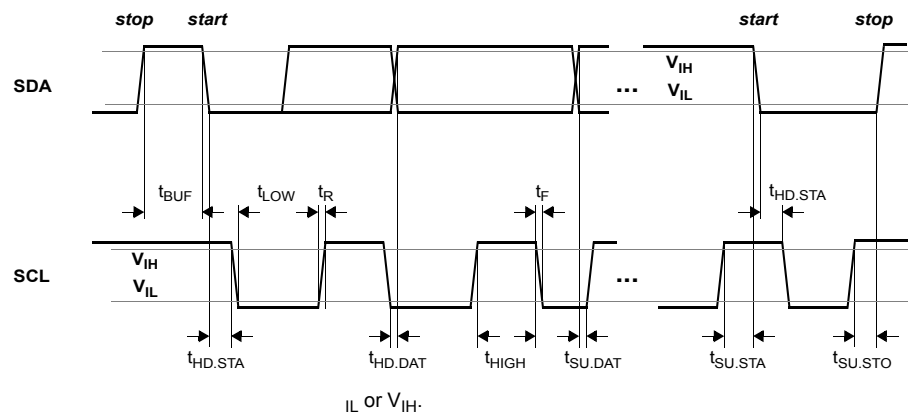 stop start start stop
SDA V_IH
V_IL ...
t_BUF t_LOW t_R t_F t_HD.STA
SCL V_IH
V_IL ...
t_HD.STA t_HD.DAT t_HIGH t_SU.DAT t_SU.STA t_SU.STO
IL or V_IH.